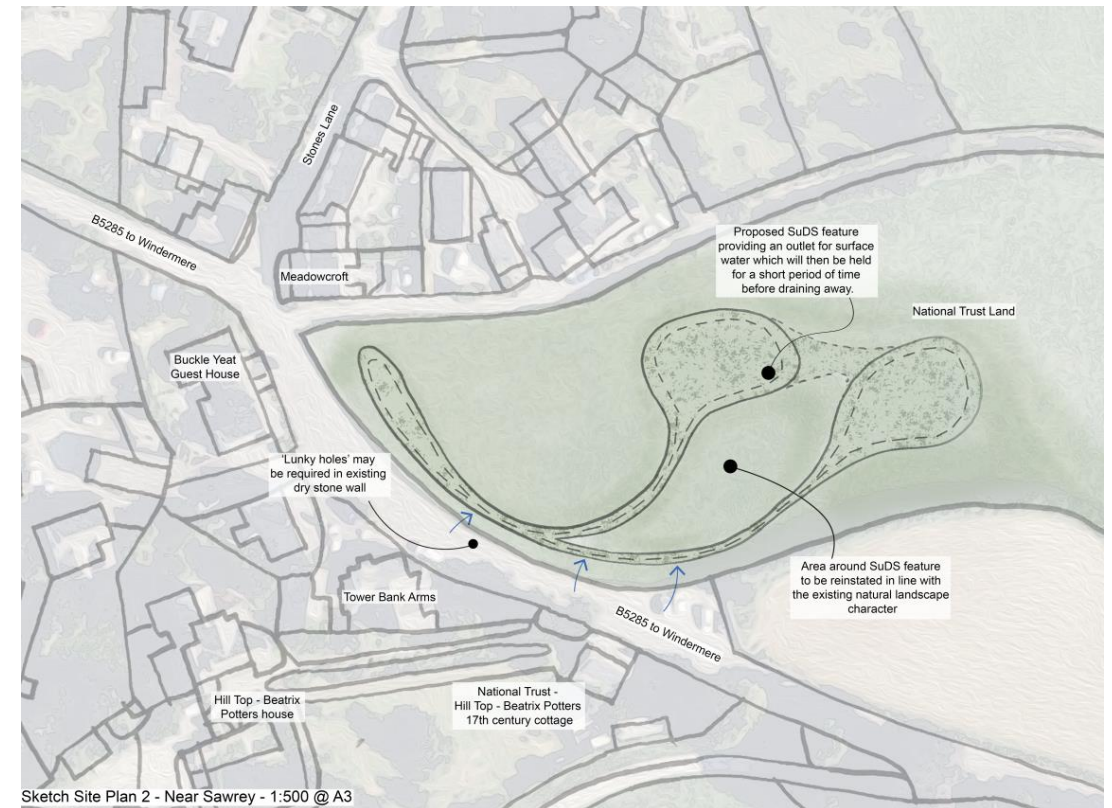 Stones Lane
B5285 to Windermere
Meadowcroft
Proposed SuDS feature
providing an outlet for surface
water which will then be held
for a short period of time
before draining away.
National Trust Land
Buckle Yeat
Guest House
'Lunky holes' may
be required in existing
dry stone wall
Area around SuDS feature
to be reinstated in line with
the existing natural landscape
character
Tower Bank Arms
B5285 to Windermere
Hill Top - Beatrix
Potters house
National Trust -
Hill Top - Beatrix Potters
17th century cottage
Sketch Site Plan 2 - Near Sawrey - 1:500 @ A3